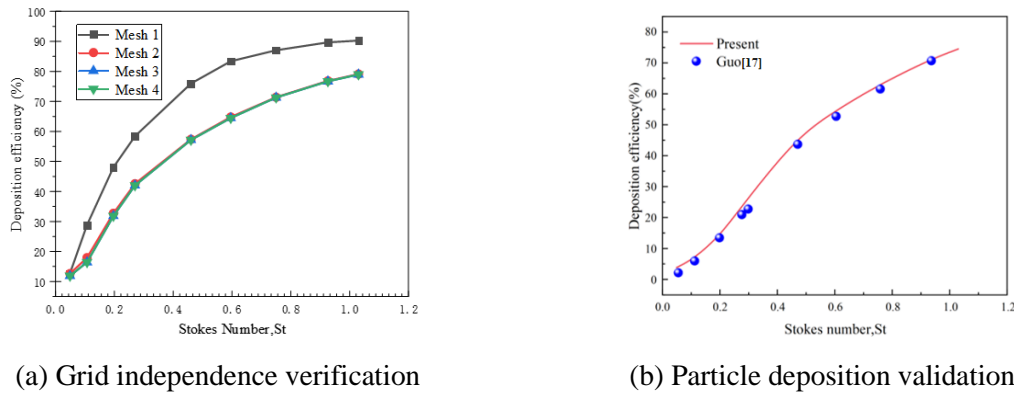 100
90
80
70
60
50
40
30
20
10
Deposition efficiency (%)
Mesh 1
Mesh 2
Mesh 3
Mesh 4
0.0 0.2 0.4 0.6 0.8 1.0 1.2
Stokes Number,St
(a) Grid independence verification
80
70
60
50
40
30
20
10
0
Deposition efficiency(%)
Present
Guo[17]
0.0 0.2 0.4 0.6 0.8 1.0 1.2
Stokes number,St
(b) Particle deposition validation